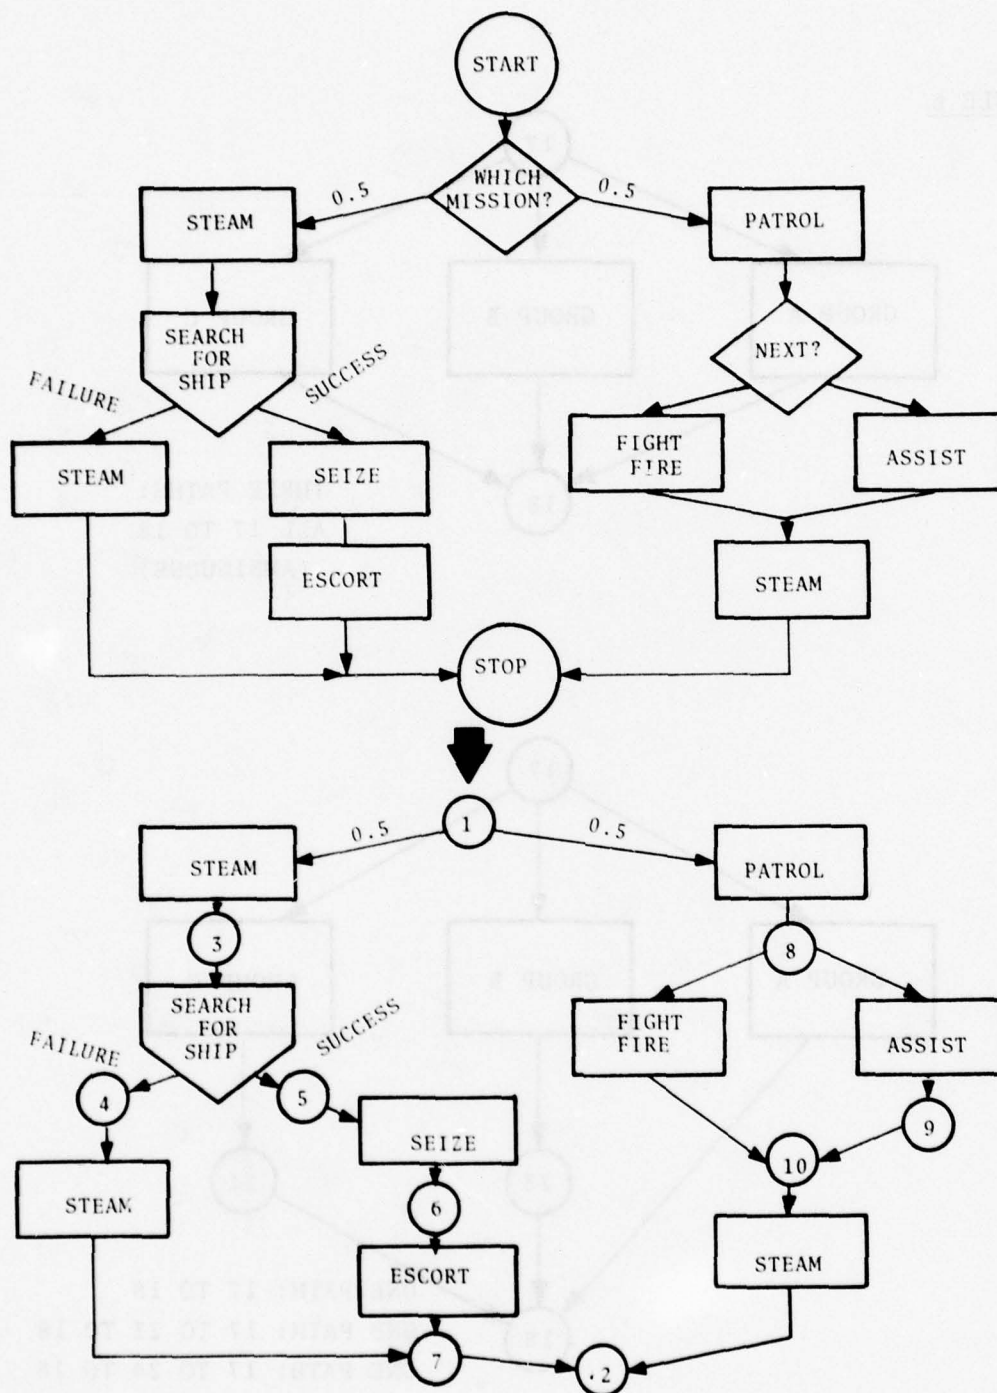 START
WHICH
MISSION?
0.5
0.5
STEAM
PATROL
SEARCH
FOR
SHIP
NEXT?
FAILURE
SUCCESS
STEAM
SEIZE
FIGHT
FIRE
ASSIST
ESCORT
STEAM
STOP
1
0.5
0.5
STEAM
PATROL
3
8
SEARCH
FOR
SHIP
FAILURE
SUCCESS
FIGHT
FIRE
ASSIST
4
5
9
SEIZE
10
STEAM
6
STEAM
ESCORT
7
.2